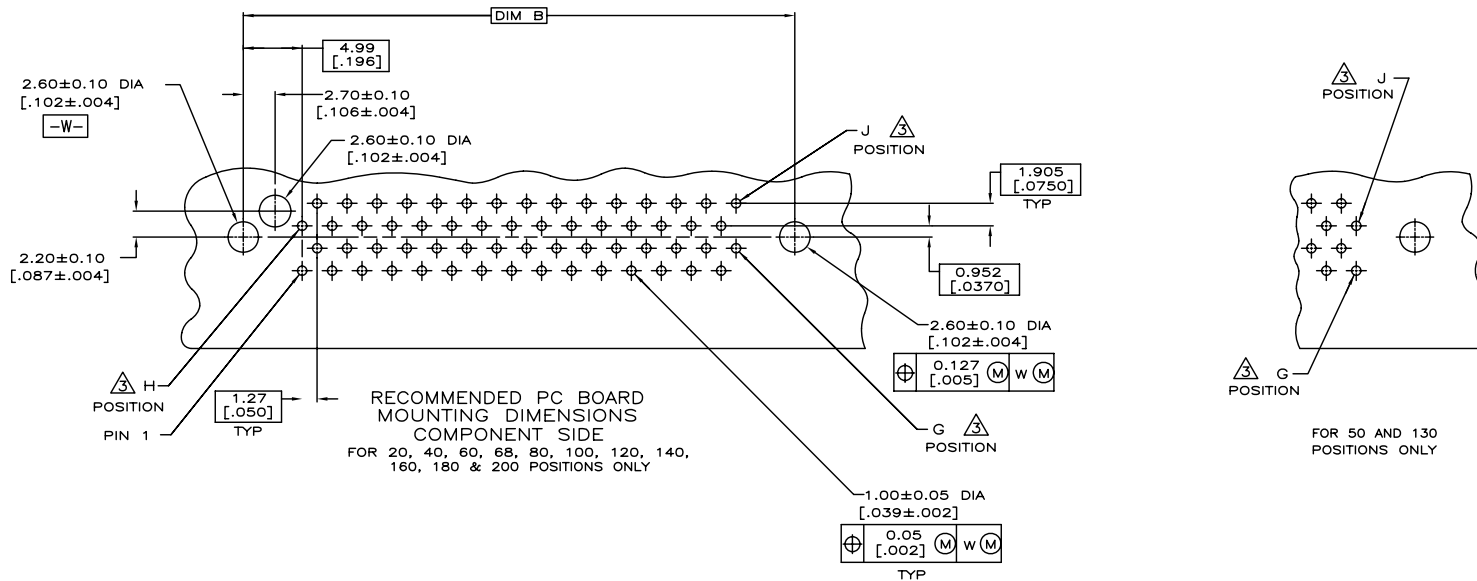 DIM B
4.99
[.196]
2.60±0.10 DIA
[.102±.004]
-W-
2.70±0.10
[.106±.004]
2.60±0.10 DIA
[.102±.004]
J 3
POSITION
1.905
[.0750]
TYP
2.20±0.10
[.087±.004]
0.952
[.0370]
2.60±0.10 DIA
[.102±.004]
⌖ 0.127 Ⓜ W Ⓜ
[.005]
3 H
POSITION
PIN 1
1.27
[.050]
TYP
RECOMMENDED PC BOARD
MOUNTING DIMENSIONS
COMPONENT SIDE
FOR 20, 40, 60, 68, 80, 100, 120, 140,
160, 180 & 200 POSITIONS ONLY
G 3
POSITION
1.00±0.05 DIA
[.039±.002]
⌖ 0.05 Ⓜ W Ⓜ
[.002]
TYP
3 J
POSITION
3 G
POSITION
FOR 50 AND 130
POSITIONS ONLY